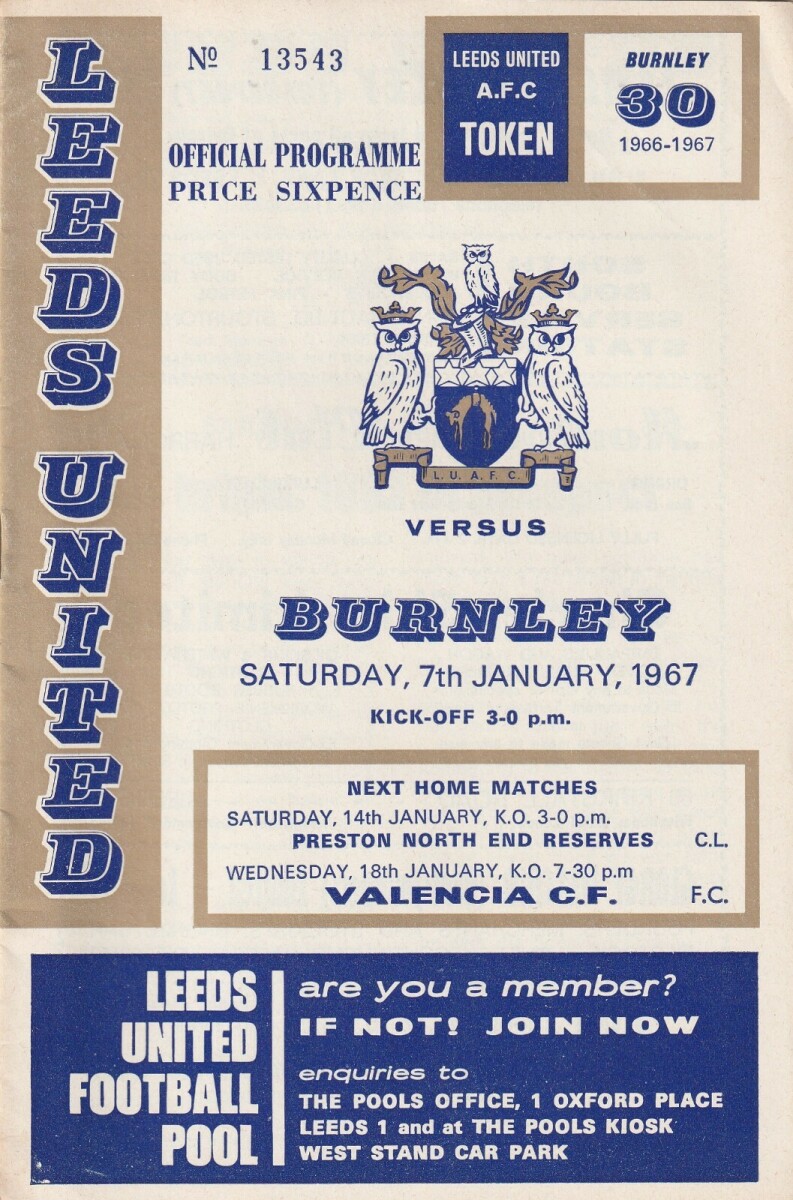 LEEDS UNITED
Nº 13543
OFFICIAL PROGRAMME
PRICE SIXPENCE
LEEDS UNITED
A.F.C
TOKEN
BURNLEY
30
1966-1967
L.U.A.F.C.
VERSUS
BURNLEY
SATURDAY, 7th JANUARY, 1967
KICK-OFF 3-0 p.m.
NEXT HOME MATCHES
SATURDAY, 14th JANUARY, K.O. 3-0 p.m.
PRESTON NORTH END RESERVES C.L.
WEDNESDAY, 18th JANUARY, K.O. 7-30 p.m
VALENCIA C.F. F.C.
LEEDS
UNITED
FOOTBALL
POOL
are you a member?
IF NOT! JOIN NOW
enquiries to
THE POOLS OFFICE, 1 OXFORD PLACE
LEEDS 1 and at THE POOLS KIOSK
WEST STAND CAR PARK